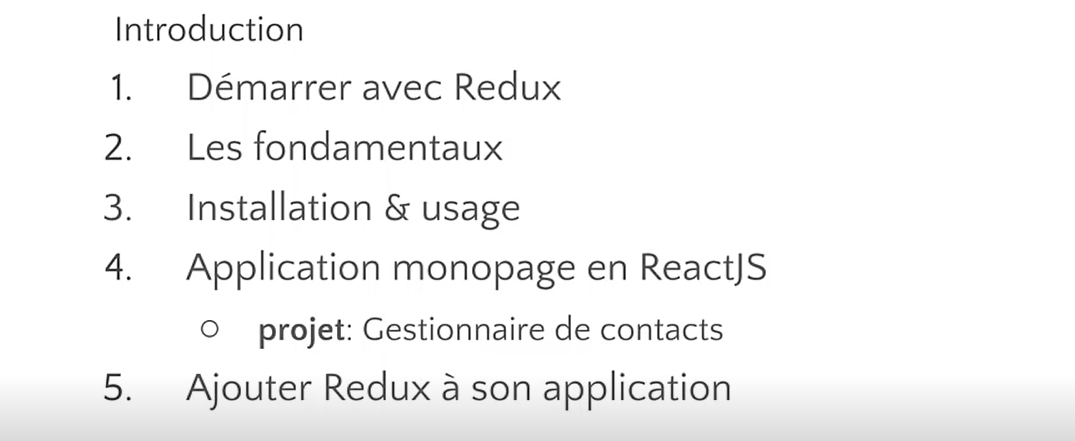 Introduction
1. Démarrer avec Redux
2. Les fondamentaux
3. Installation & usage
4. Application monopage en ReactJS
○ projet: Gestionnaire de contacts
5. Ajouter Redux à son application